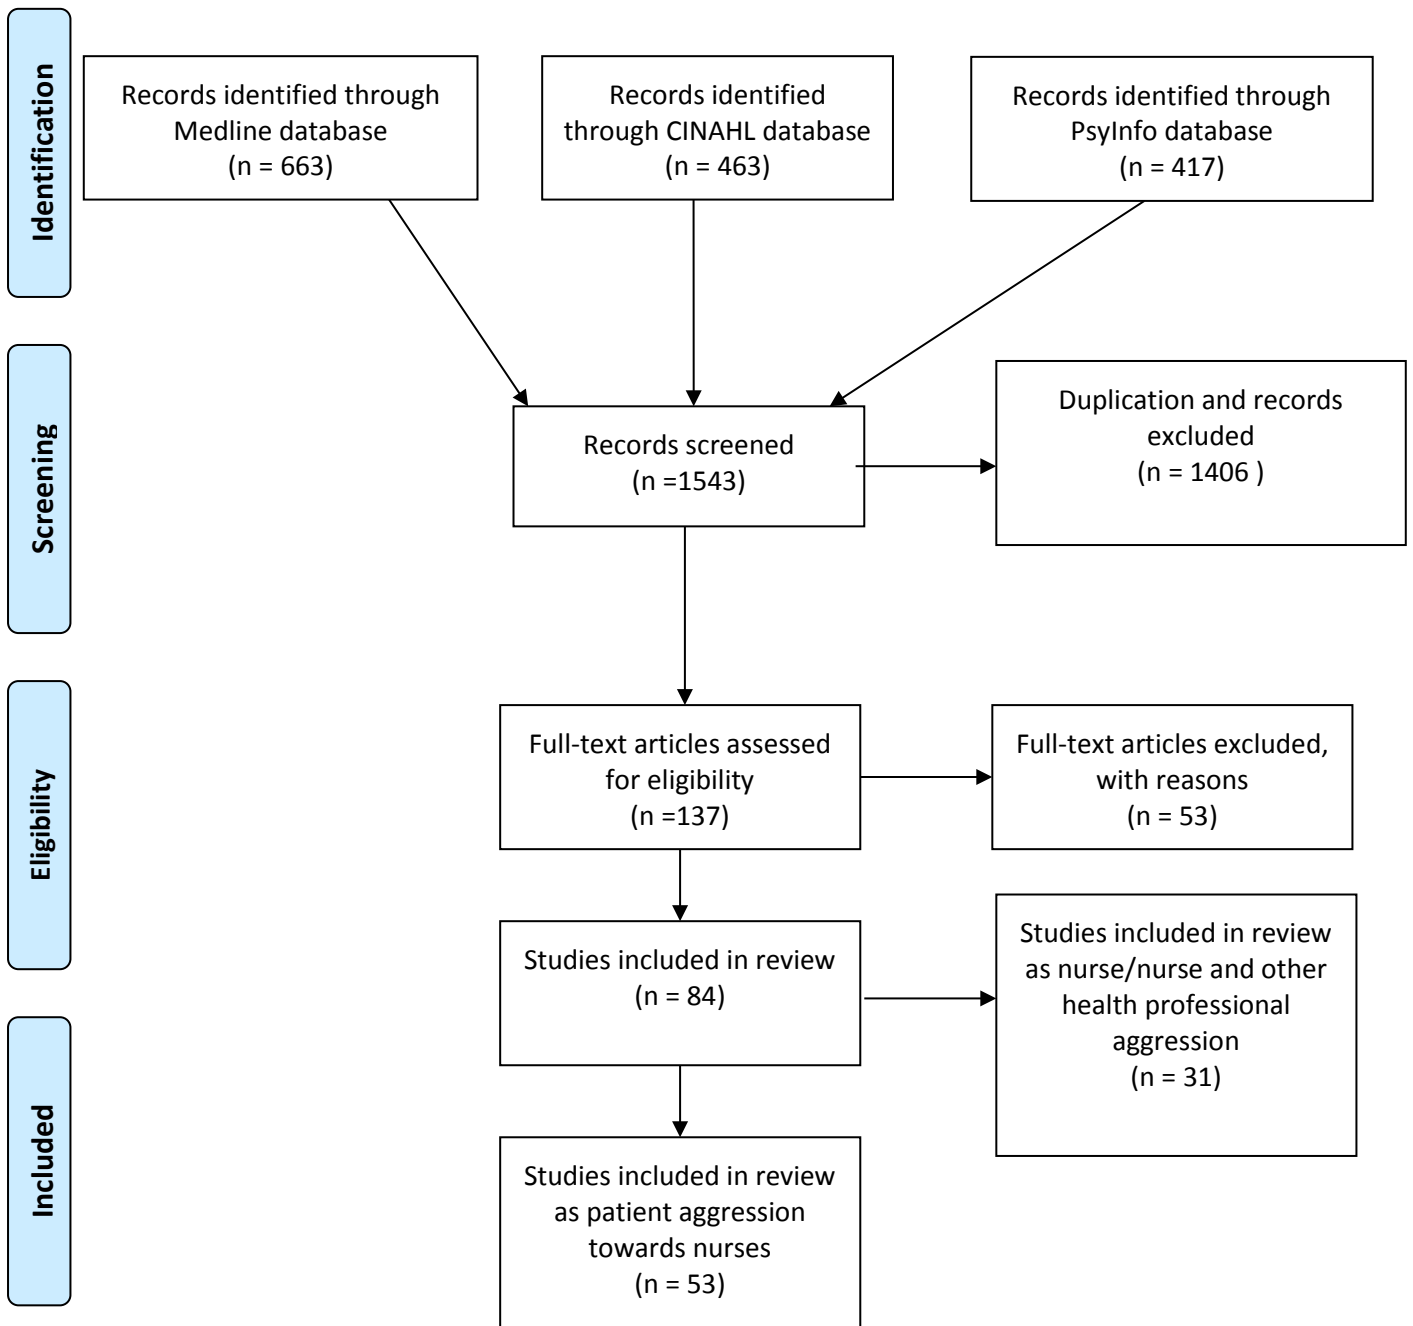 Identification
Records identified through
Medline database
(n = 663)
Records identified
through CINAHL database
(n = 463)
Records identified through
PsyInfo database
(n = 417)
Screening
Records screened
(n =1543)
Duplication and records
excluded
(n = 1406 )
Eligibility
Full-text articles assessed
for eligibility
(n =137)
Full-text articles excluded,
with reasons
(n = 53)
Studies included in review
(n = 84)
Studies included in review
as nurse/nurse and other
health professional
aggression
(n = 31)
Included
Studies included in review
as patient aggression
towards nurses
(n = 53)